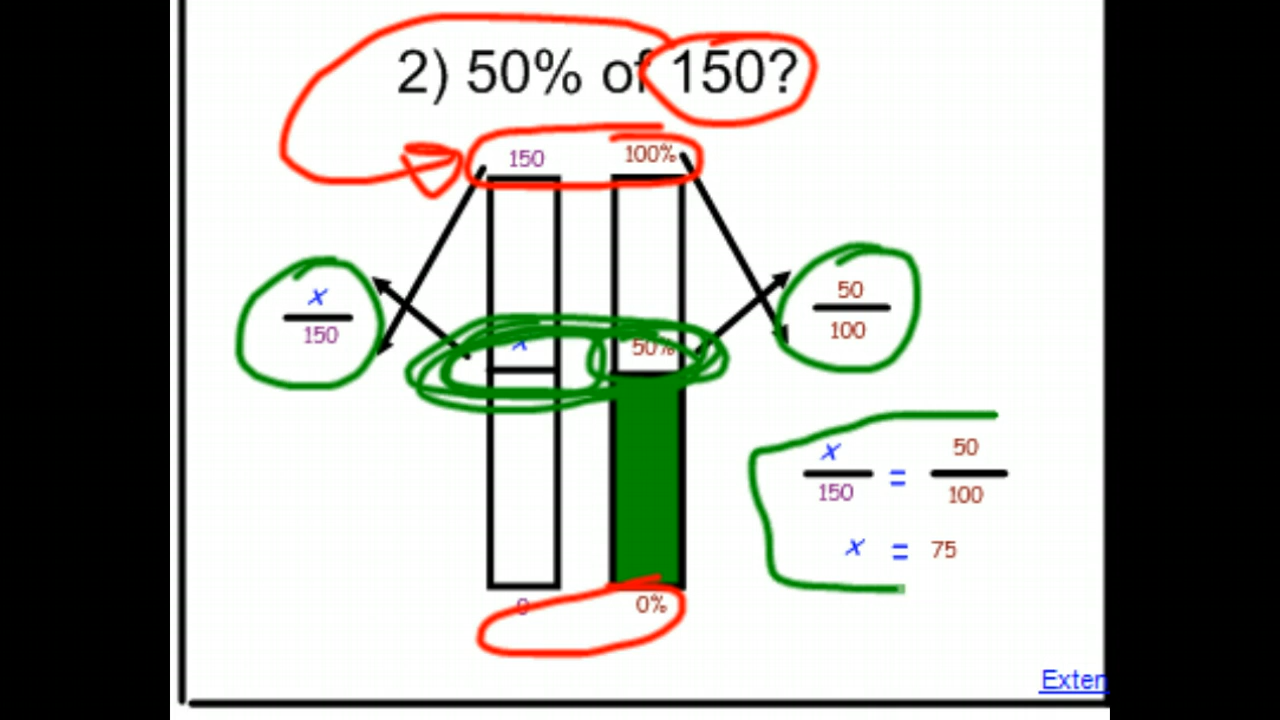 2) 50% of 150?
150 100%
x
150
50
100
x 50%
x
150
=
50
100
x = 75
0 0%
Exten